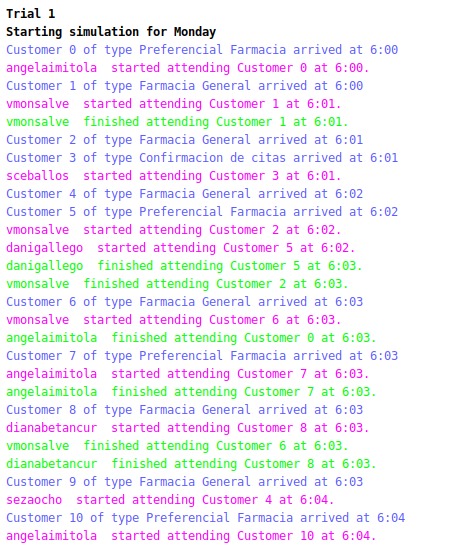 Trial 1
Starting simulation for Monday
Customer 0 of type Preferencial Farmacia arrived at 6:00
angelaimitola  started attending Customer 0 at 6:00.
Customer 1 of type Farmacia General arrived at 6:00
vmonsalve  started attending Customer 1 at 6:01.
vmonsalve  finished attending Customer 1 at 6:01.
Customer 2 of type Farmacia General arrived at 6:01
Customer 3 of type Confirmacion de citas arrived at 6:01
sceballos  started attending Customer 3 at 6:01.
Customer 4 of type Farmacia General arrived at 6:02
Customer 5 of type Preferencial Farmacia arrived at 6:02
vmonsalve  started attending Customer 2 at 6:02.
danigallego  started attending Customer 5 at 6:02.
danigallego  finished attending Customer 5 at 6:03.
vmonsalve  finished attending Customer 2 at 6:03.
Customer 6 of type Farmacia General arrived at 6:03
vmonsalve  started attending Customer 6 at 6:03.
angelaimitola  finished attending Customer 0 at 6:03.
Customer 7 of type Preferencial Farmacia arrived at 6:03
angelaimitola  started attending Customer 7 at 6:03.
angelaimitola  finished attending Customer 7 at 6:03.
Customer 8 of type Farmacia General arrived at 6:03
dianabetancur  started attending Customer 8 at 6:03.
vmonsalve  finished attending Customer 6 at 6:03.
dianabetancur  finished attending Customer 8 at 6:03.
Customer 9 of type Farmacia General arrived at 6:03
sezaocho  started attending Customer 4 at 6:04.
Customer 10 of type Preferencial Farmacia arrived at 6:04
angelaimitola  started attending Customer 10 at 6:04.